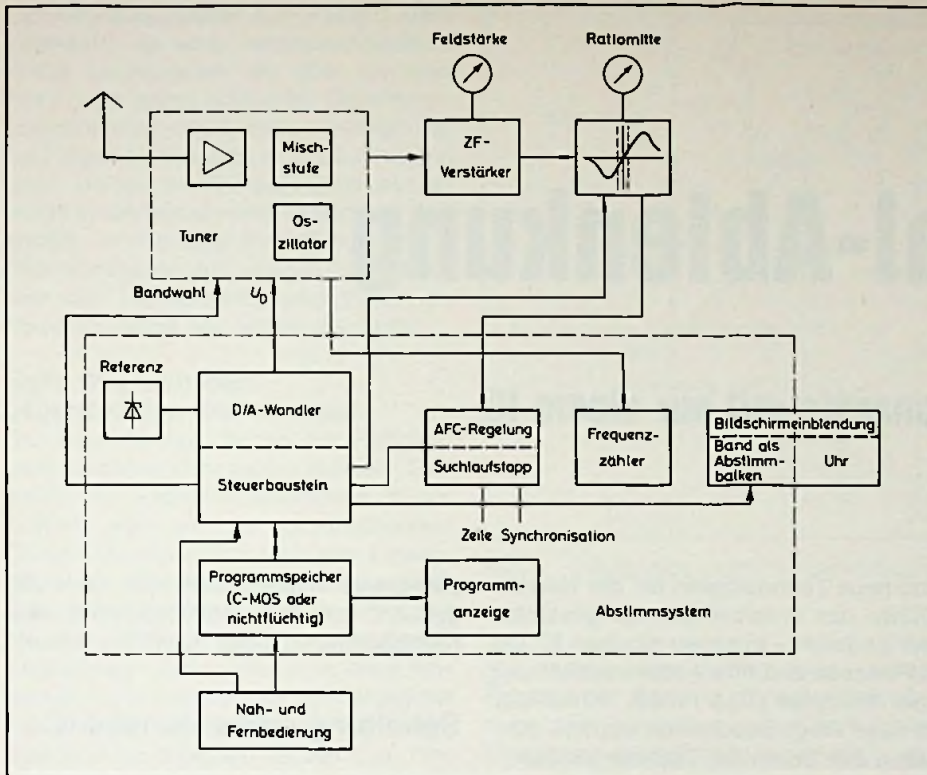 Feldstärke
Ratiomitte
Misch-
stufe
ZF-
Verstärker
Os-
zillator
Tuner
Bandwahl
U_D
Referenz
D/A-Wandler
Steuerbaustein
AFC-Regelung
Suchlaufstopp
Frequenz-
zähler
Bildschirmeinblendung
Band als
Abstimm-
balken
Uhr
Zeile Synchronisation
Programmspeicher
(C-MOS oder
nichtflüchtig)
Programm-
anzeige
Abstimmsystem
Nah- und
Fernbedienung